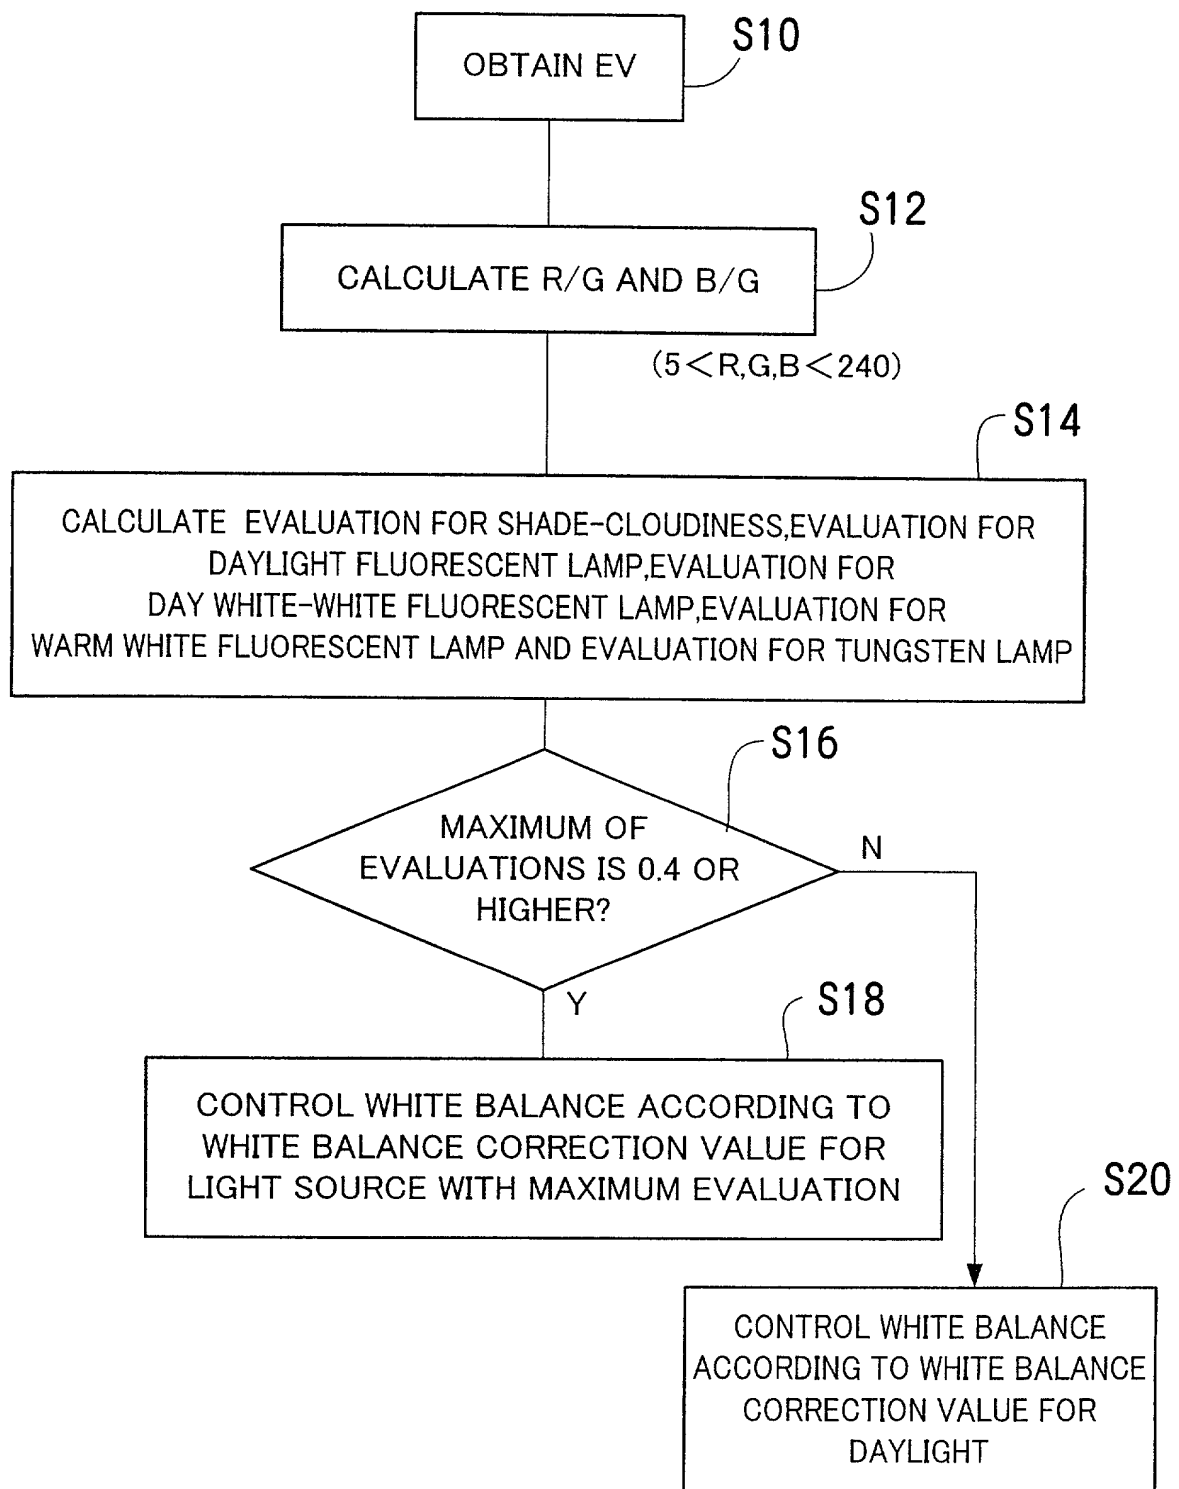 S10
OBTAIN EV
S12
CALCULATE R/G AND B/G
(5<R,G,B<240)
S14
CALCULATE EVALUATION FOR SHADE-CLOUDINESS,EVALUATION FOR
DAYLIGHT FLUORESCENT LAMP,EVALUATION FOR
DAY WHITE-WHITE FLUORESCENT LAMP,EVALUATION FOR
WARM WHITE FLUORESCENT LAMP AND EVALUATION FOR TUNGSTEN LAMP
S16
MAXIMUM OF
EVALUATIONS IS 0.4 OR
HIGHER?
N
Y
S18
CONTROL WHITE BALANCE ACCORDING TO
WHITE BALANCE CORRECTION VALUE FOR
LIGHT SOURCE WITH MAXIMUM EVALUATION
S20
CONTROL WHITE BALANCE
ACCORDING TO WHITE BALANCE
CORRECTION VALUE FOR
DAYLIGHT